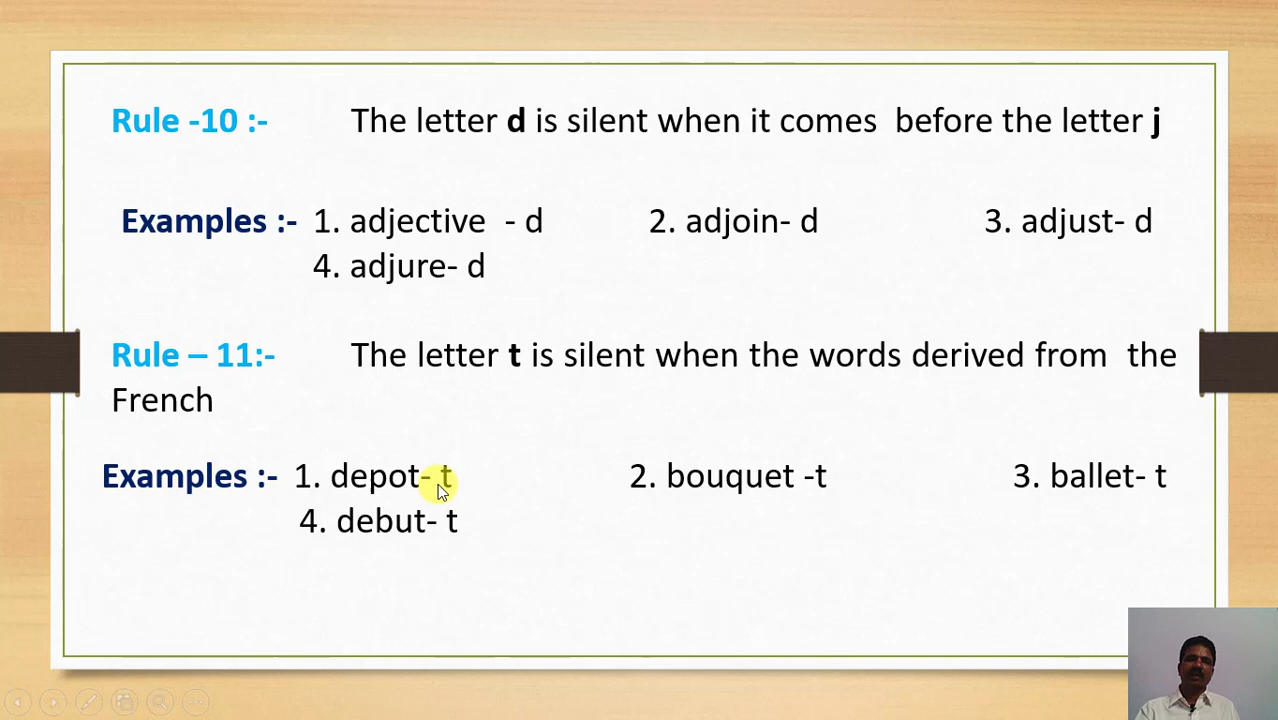 Rule -10 :- The letter d is silent when it comes before the letter j
Examples :- 1. adjective - d 2. adjoin- d 3. adjust- d
4. adjure- d
Rule – 11:- The letter t is silent when the words derived from the
French
Examples :- 1. depot- t 2. bouquet -t 3. ballet- t
4. debut- t